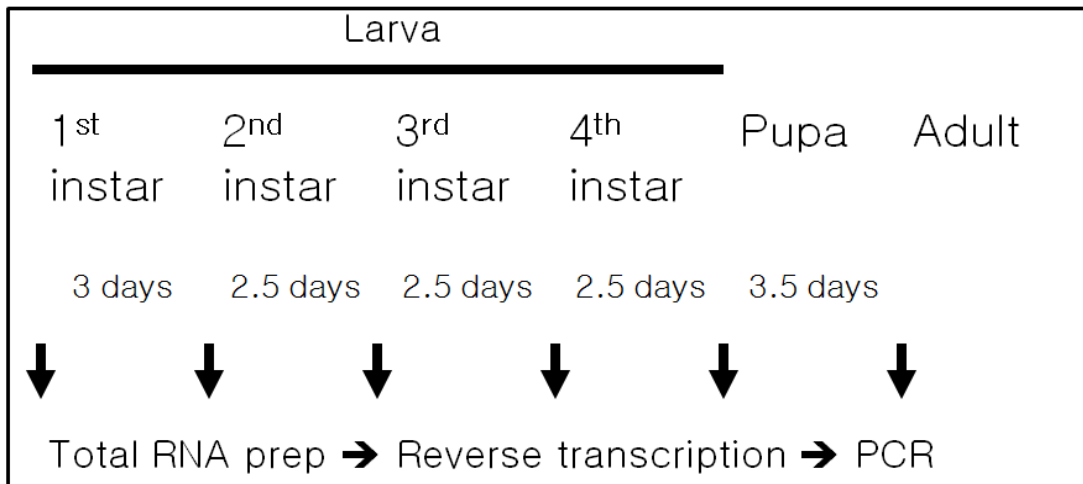 Larva
1st 2nd 3rd 4th Pupa Adult
instar instar instar instar
3 days 2.5 days 2.5 days 2.5 days 3.5 days
Total RNA prep ➔ Reverse transcription ➔ PCR